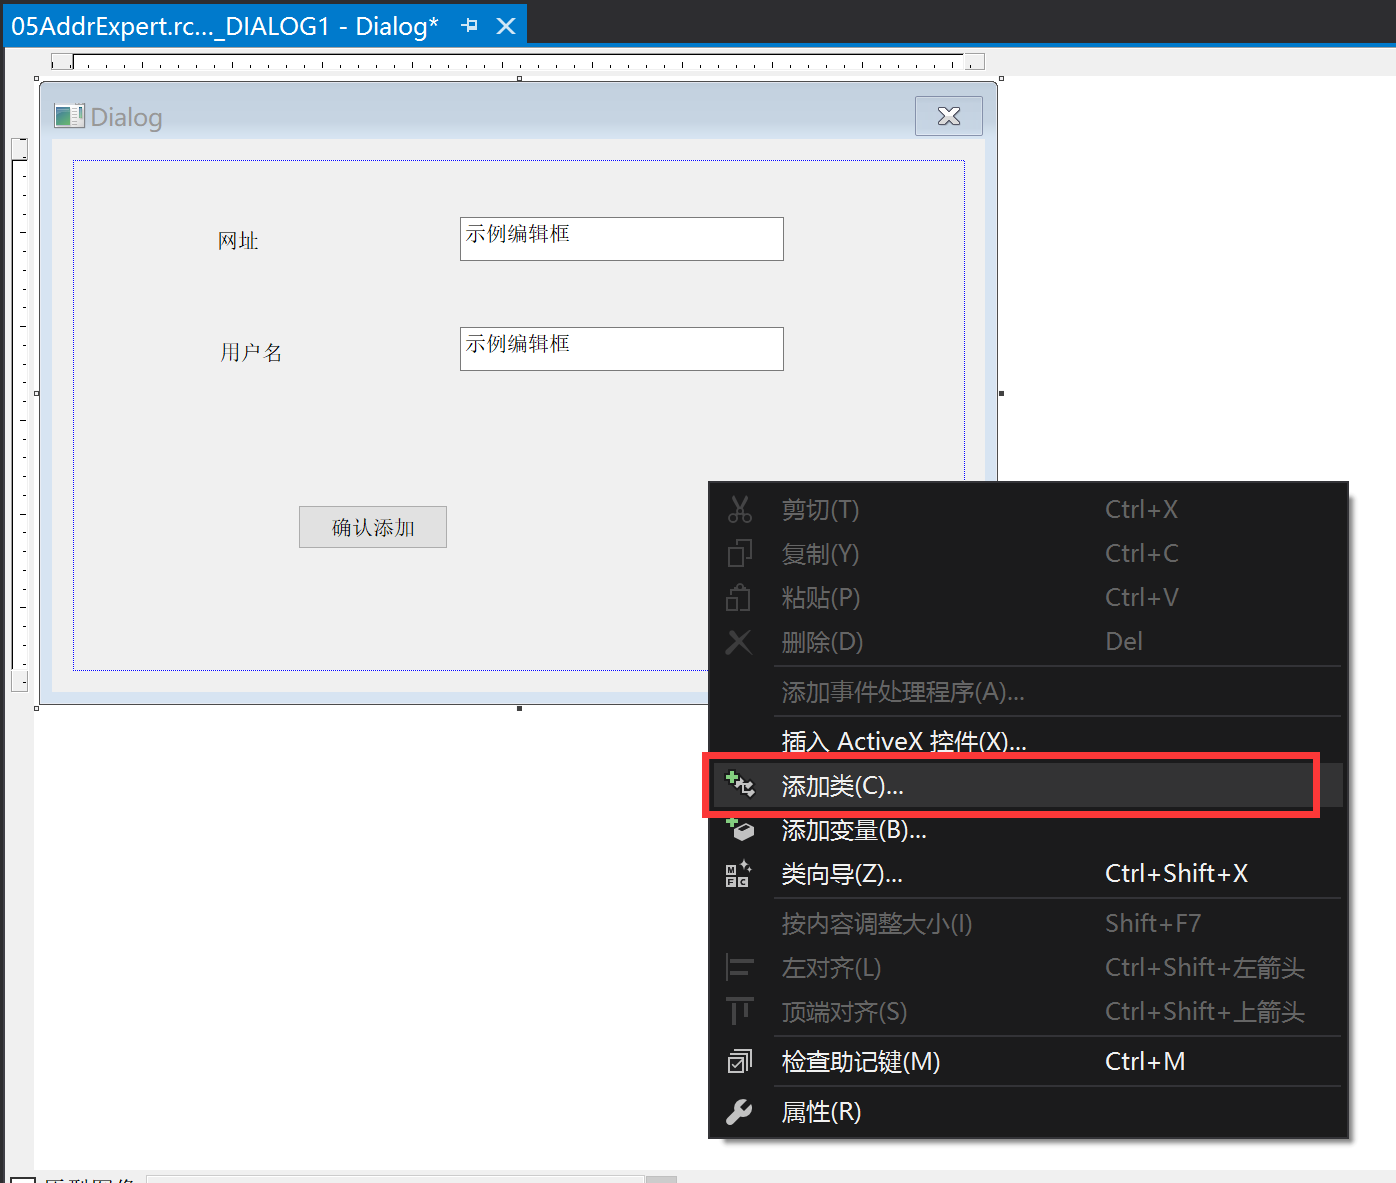 05AddrExpert.rc..._DIALOG1 - Dialog*
Dialog
网址
示例编辑框
用户名
示例编辑框
确认添加
剪切(T) Ctrl+X
复制(Y) Ctrl+C
粘贴(P) Ctrl+V
删除(D) Del
添加事件处理程序(A)...
插入 ActiveX 控件(X)...
添加类(C)...
添加变量(B)...
类向导(Z)... Ctrl+Shift+X
按内容调整大小(I) Shift+F7
左对齐(L) Ctrl+Shift+左箭头
顶端对齐(S) Ctrl+Shift+上箭头
检查助记键(M) Ctrl+M
属性(R)